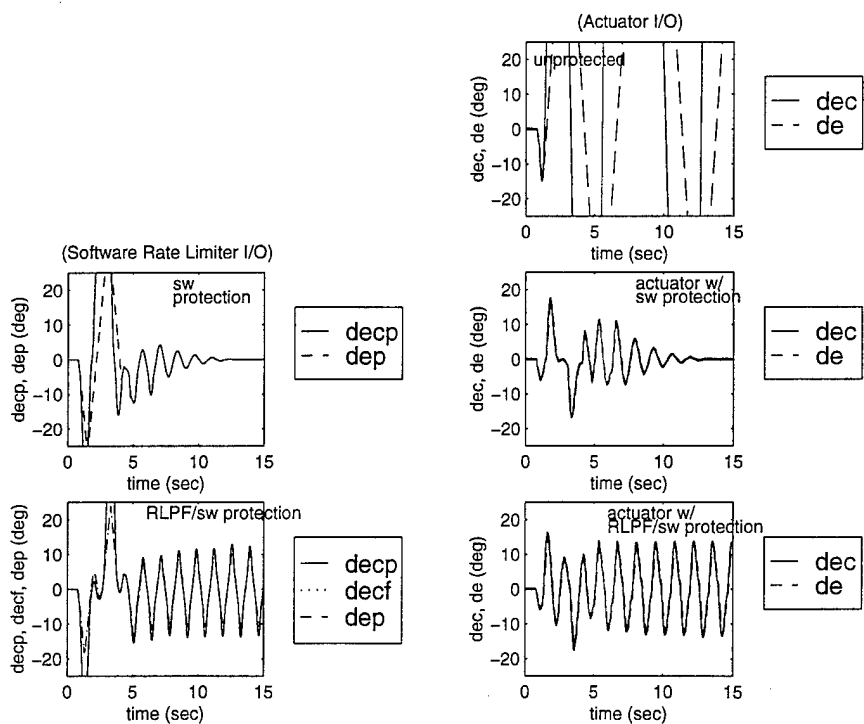 (Actuator I/O)
unprotected
dec, de (deg)
20
10
0
−10
−20
0 5 10 15
time (sec)
dec
de
(Software Rate Limiter I/O)
sw
protection
decp, dep (deg)
20
10
0
−10
−20
0 5 10 15
time (sec)
decp
dep
actuator w/
sw protection
dec, de (deg)
20
10
0
−10
−20
0 5 10 15
time (sec)
dec
de
RLPF/sw protection
decp, decf, dep (deg)
20
10
0
−10
−20
0 5 10 15
time (sec)
decp
decf
dep
actuator w/
RLPF/sw protection
dec, de (deg)
20
10
0
−10
−20
0 5 10 15
time (sec)
dec
de